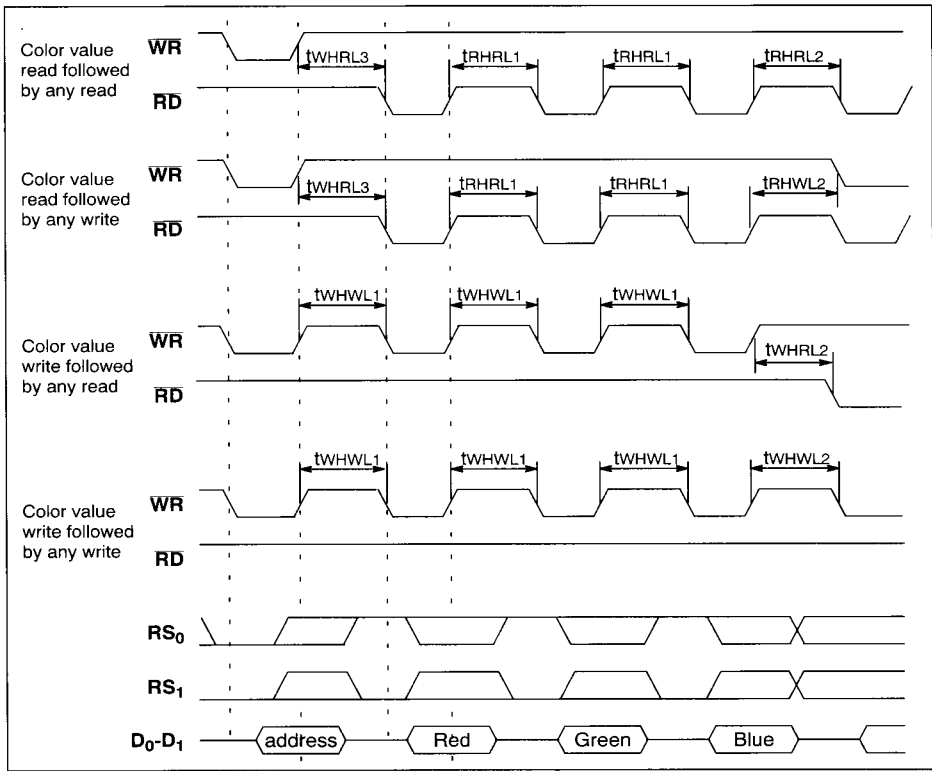 Color value
read followed
by any read
WR
tWHRL3
tRHRL1
tRHRL1
tRHRL2
RD
Color value
read followed
by any write
WR
tWHRL3
tRHRL1
tRHRL1
tRHWL2
RD
Color value
write followed
by any read
WR
tWHWL1
tWHWL1
tWHWL1
tWHRL2
RD
Color value
write followed
by any write
WR
tWHWL1
tWHWL1
tWHWL1
tWHWL2
RD
RS0
RS1
D0-D1
address
Red
Green
Blue